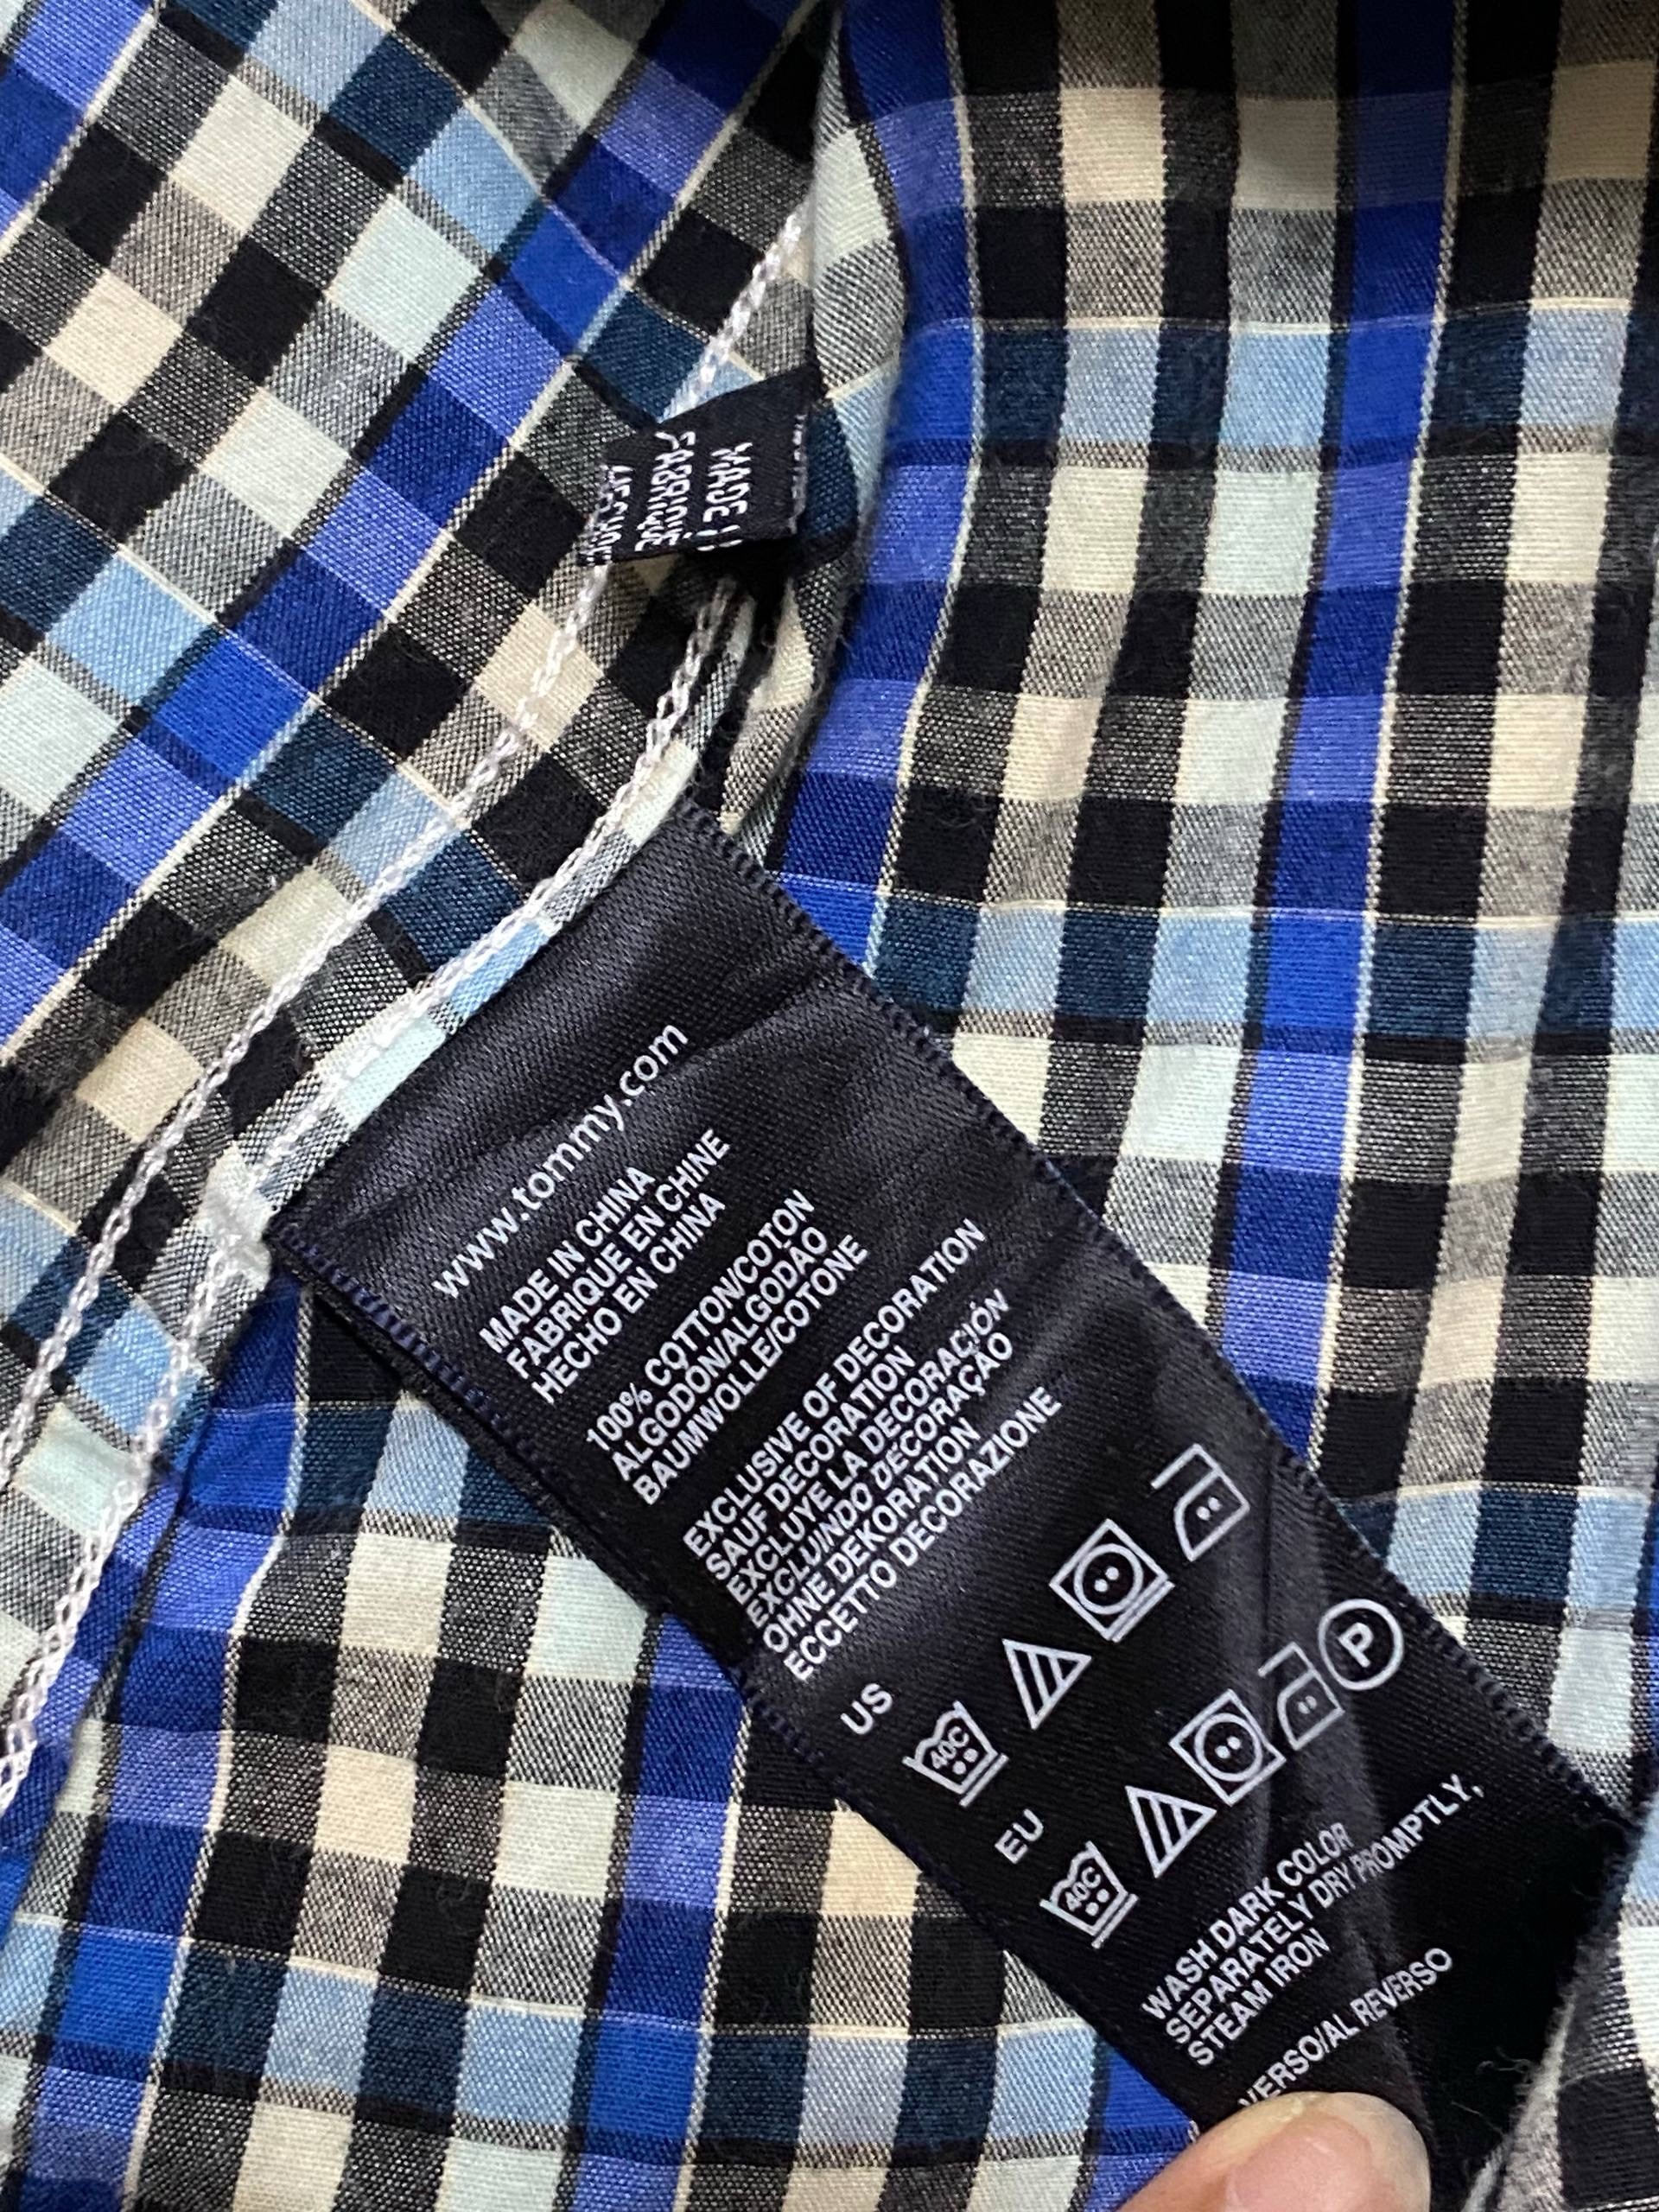 MADE I
FABRIQUÉ
www.tommy.com
MADE IN CHINA
FABRIQUE EN CHINE
HECHO EN CHINA
100% COTTON/COTON
ALGODON/ALGODAO
BAUMWOLLE/COTONE
EXCLUSIVE OF DECORATION
SAUF DECORATION
EXCLUYE LA DECORACIÓN
EXCLUINDO DECORAÇAO
OHNE DEKORATION
ECCETTO DECORAZIONE
US
40C
EU
40C
P
WASH DARK COLOR
SEPARATELY DRY PROMPTLY,
STEAM IRON
VERSO/AL REVERSO